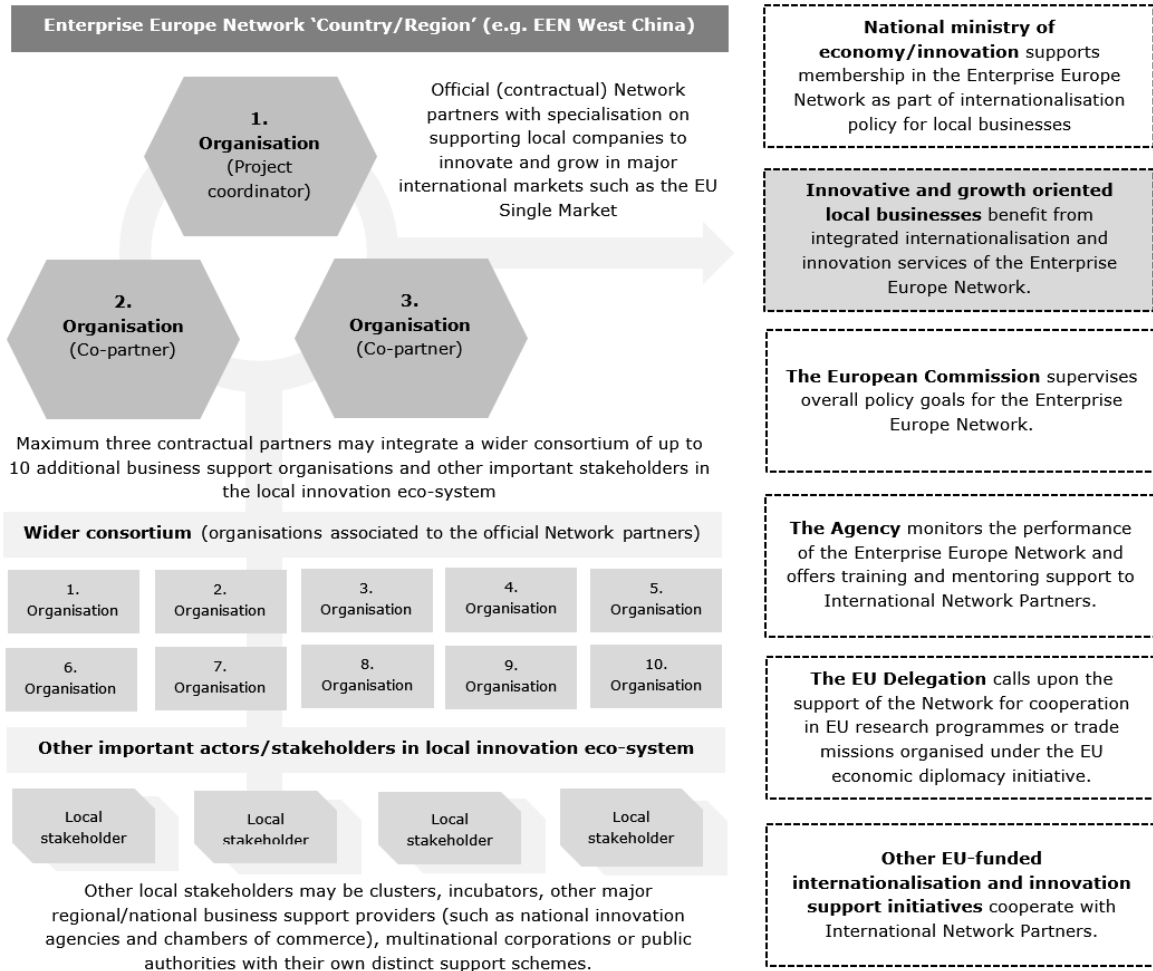 Enterprise Europe Network ‘Country/Region’ (e.g. EEN West China)
1.
Organisation
(Project
coordinator)
Official (contractual) Network
partners with specialisation on
supporting local companies to
innovate and grow in major
international markets such as the EU
Single Market
2.
Organisation
(Co-partner)
3.
Organisation
(Co-partner)
Maximum three contractual partners may integrate a wider consortium of up to
10 additional business support organisations and other important stakeholders in
the local innovation eco-system
Wider consortium (organisations associated to the official Network partners)
1.
Organisation
2.
Organisation
3.
Organisation
4.
Organisation
5.
Organisation
6.
Organisation
7.
Organisation
8.
Organisation
9.
Organisation
10.
Organisation
Other important actors/stakeholders in local innovation eco-system
Local
stakeholder
Local
stakeholder
Local
stakeholder
Local
stakeholder
Other local stakeholders may be clusters, incubators, other major
regional/national business support providers (such as national innovation
agencies and chambers of commerce), multinational corporations or public
authorities with their own distinct support schemes.
National ministry of
economy/innovation supports
membership in the Enterprise Europe
Network as part of internationalisation
policy for local businesses
Innovative and growth oriented
local businesses benefit from
integrated internationalisation and
innovation services of the Enterprise
Europe Network.
The European Commission supervises
overall policy goals for the Enterprise
Europe Network.
The Agency monitors the performance
of the Enterprise Europe Network and
offers training and mentoring support to
International Network Partners.
The EU Delegation calls upon the
support of the Network for cooperation
in EU research programmes or trade
missions organised under the EU
economic diplomacy initiative.
Other EU-funded
internationalisation and innovation
support initiatives cooperate with
International Network Partners.